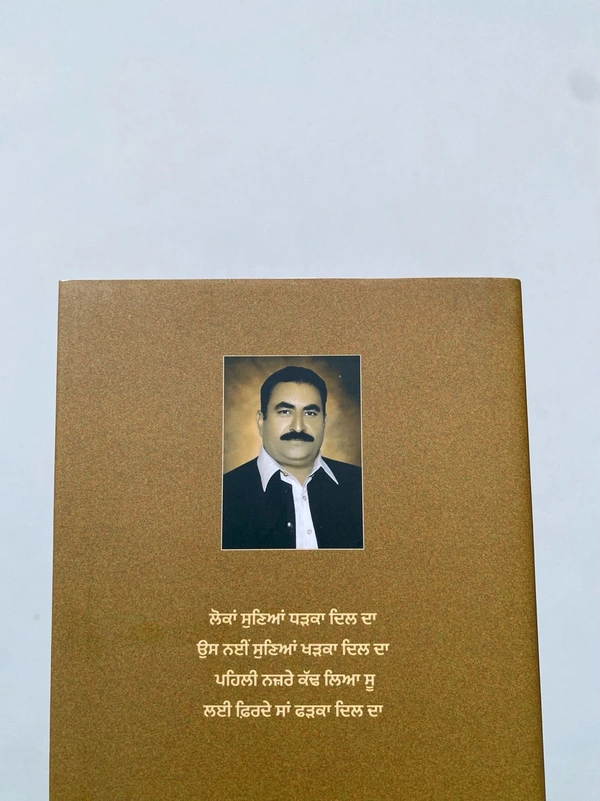 ਲੋਕਾਂ ਸੁਣਿਆਂ ਧੜਕਾ ਦਿਲ ਦਾ
ਉਸ ਨਈਂ ਸੁਣਿਆਂ ਖੜਕਾ ਦਿਲ ਦਾ
ਪਹਿਲੀ ਨਜ਼ਰੇ ਕੱਢ ਲਿਆ ਸੂ
ਲਈ ਫ਼ਿਰਦੇ ਸਾਂ ਫੜਕਾ ਦਿਲ ਦਾ